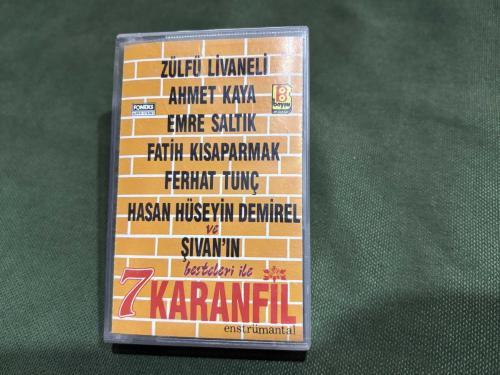 ZÜLFÜ LİVANELİ
AHMET KAYA
FONEKS
EMRE SALTIK
FATİH KISAPARMAK
FERHAT TUNÇ
HASAN HÜSEYİN DEMİREL
ve
ŞIVAN'IN
besteleri ile
7 KARANFİL
enstrümantal